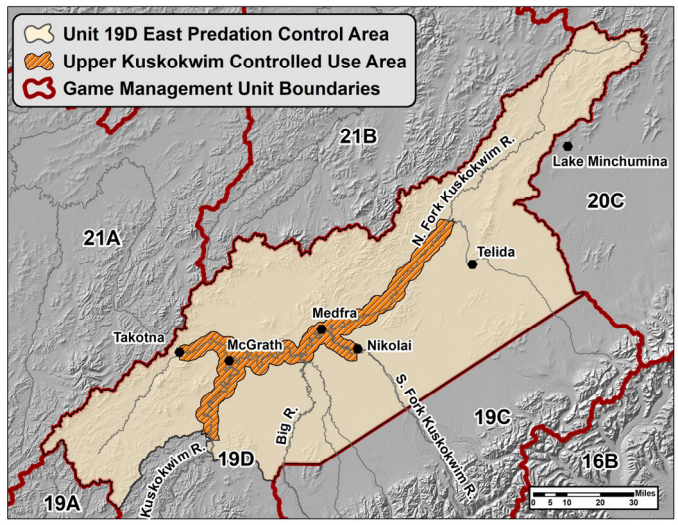 Unit 19D East Predation Control Area
Upper Kuskokwim Controlled Use Area
Game Management Unit Boundaries
21B
Lake Minchumina
20C
N. Fork Kuskokwim R.
21A
Telida
Medfra
Takotna
McGrath
Nikolai
S. Fork Kuskokwim R.
Big R.
19C
19D
Kuskokwim R.
16B
19A
Miles
0 5 10 20 30